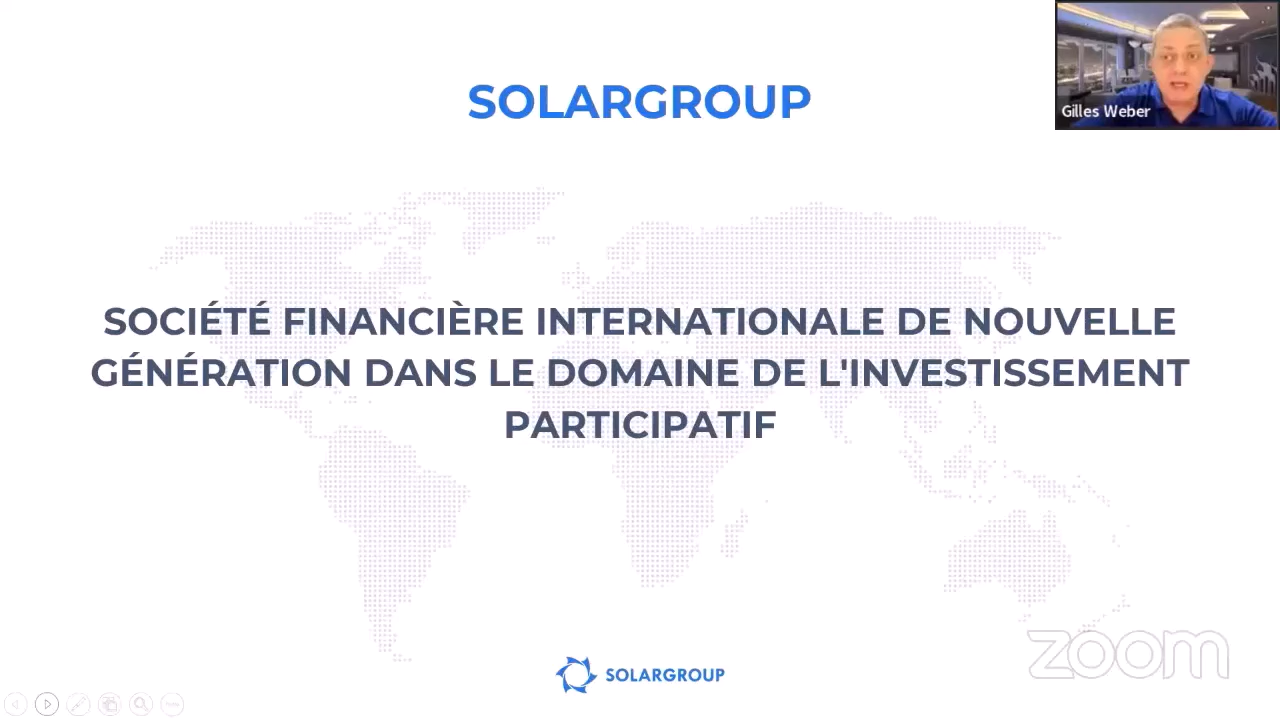 SOLARGROUP
Gilles Weber
SOCIÉTÉ FINANCIÈRE INTERNATIONALE DE NOUVELLE
GÉNÉRATION DANS LE DOMAINE DE L'INVESTISSEMENT
PARTICIPATIF
zoom
SOLARGROUP